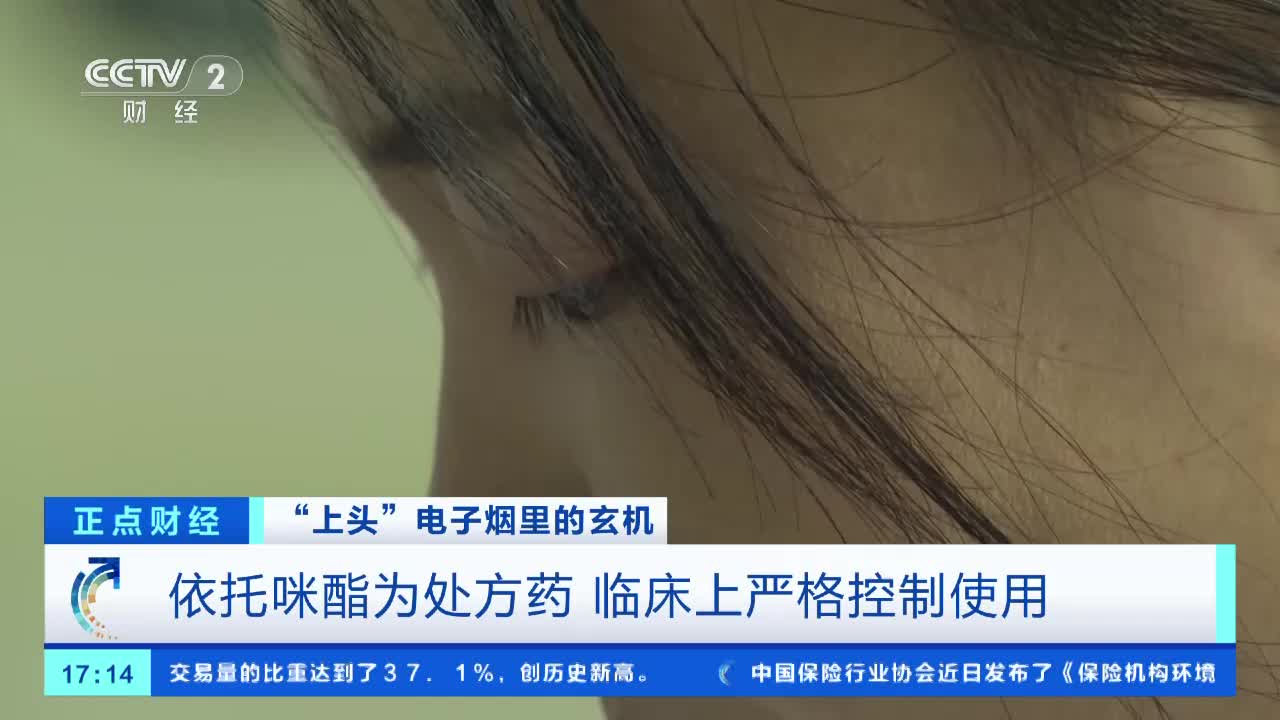 CCTV 2
财 经
正点财经
“上头”电子烟里的玄机
依托咪酯为处方药 临床上严格控制使用
17:14
交易量的比重达到了37.1%，创历史新高。 中国保险行业协会近日发布了《保险机构环境